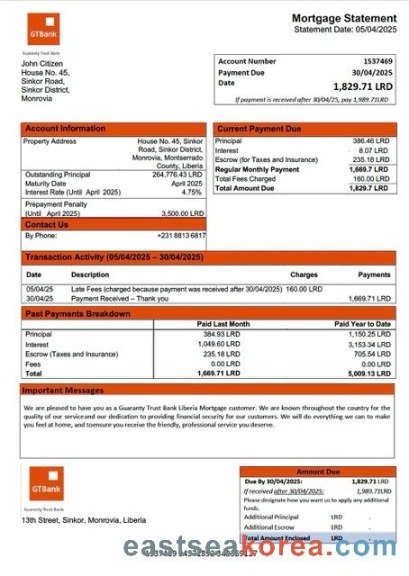 GTBank
Guaranty Trust Bank
Mortgage Statement
Statement Date: 05/04/2025
John Citizen
House No. 45,
Sinkor Road,
Sinkor District,
Monrovia
Account Number 1537469
Payment Due 30/04/2025
Date 1,829.71 LRD
If payment is received after 30/04/25, pay 1,989.71LRD
Account Information
Property Address House No. 45, Sinkor
Road, Sinkor District,
Monrovia, Montserrado
County, Liberia
Outstanding Principal 264,776.43 LRD
Maturity Date April 2025
Interest Rate (Until April 2025) 4.75%
Prepayment Penalty
(Until April 2025) 3,500.00 LRD
Contact Us
By Phone: +231 8813 6817
Current Payment Due
Principal 386.46 LRD
Interest 8.07 LRD
Escrow (for Taxes and Insurance) 235.18 LRD
Regular Monthly Payment 1,669.7 LRD
Total Fees Charged 160.00 LRD
Total Amount Due 1,829.7 LRD
Transaction Activity (05/04/2025 – 30/04/2025)
Date Description Charges Payments
05/04/25 Late Fees (charged because payment was received after 30/04/2025) 160.00 LRD
30/04/25 Payment Received – Thank you 1,669.71 LRD
Past Payments Breakdown
Paid Last Month Paid Year to Date
Principal 384.93 LRD 1,150.25 LRD
Interest 1,049.60 LRD 3,153.34 LRD
Escrow (Taxes and Insurance) 235.18 LRD 705.54 LRD
Fees 0.00 LRD 0.00 LRD
Total 1,669.71 LRD 5,009.13 LRD
Important Messages
We are pleased to have you as a Guaranty Trust Bank Liberia Mortgage customer. We are known throughout the country for the
quality of our serviceand our dedication to providing financial security for our customers. We will do everything we can to make
you feel at home, and toensure you receive the friendly, professional service you deserve.
GTBank
Guaranty Trust Bank
13th Street, Sinkor, Monrovia, Liberia
Amount Due
Due By 30/04/2025: 1,829.71 LRD
If received after 30/04/2025: 1,989.71LRD
Please designate how you want us to apply any additional
funds.
Additional Principal LRD .
Additional Escrow LRD .
Total Amount Enclosed LRD .
eastseakorea.com